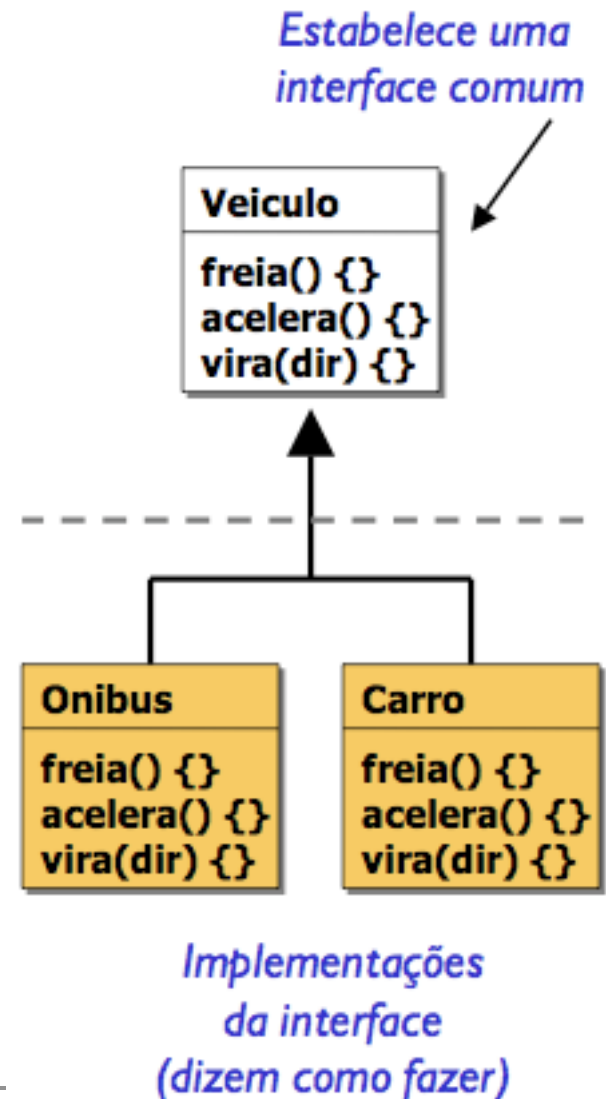 Estabelece uma
interface comum
Veiculo
freia() {}
acelera() {}
vira(dir) {}
Onibus
freia() {}
acelera() {}
vira(dir) {}
Carro
freia() {}
acelera() {}
vira(dir) {}
Implementações
da interface
(dizem como fazer)